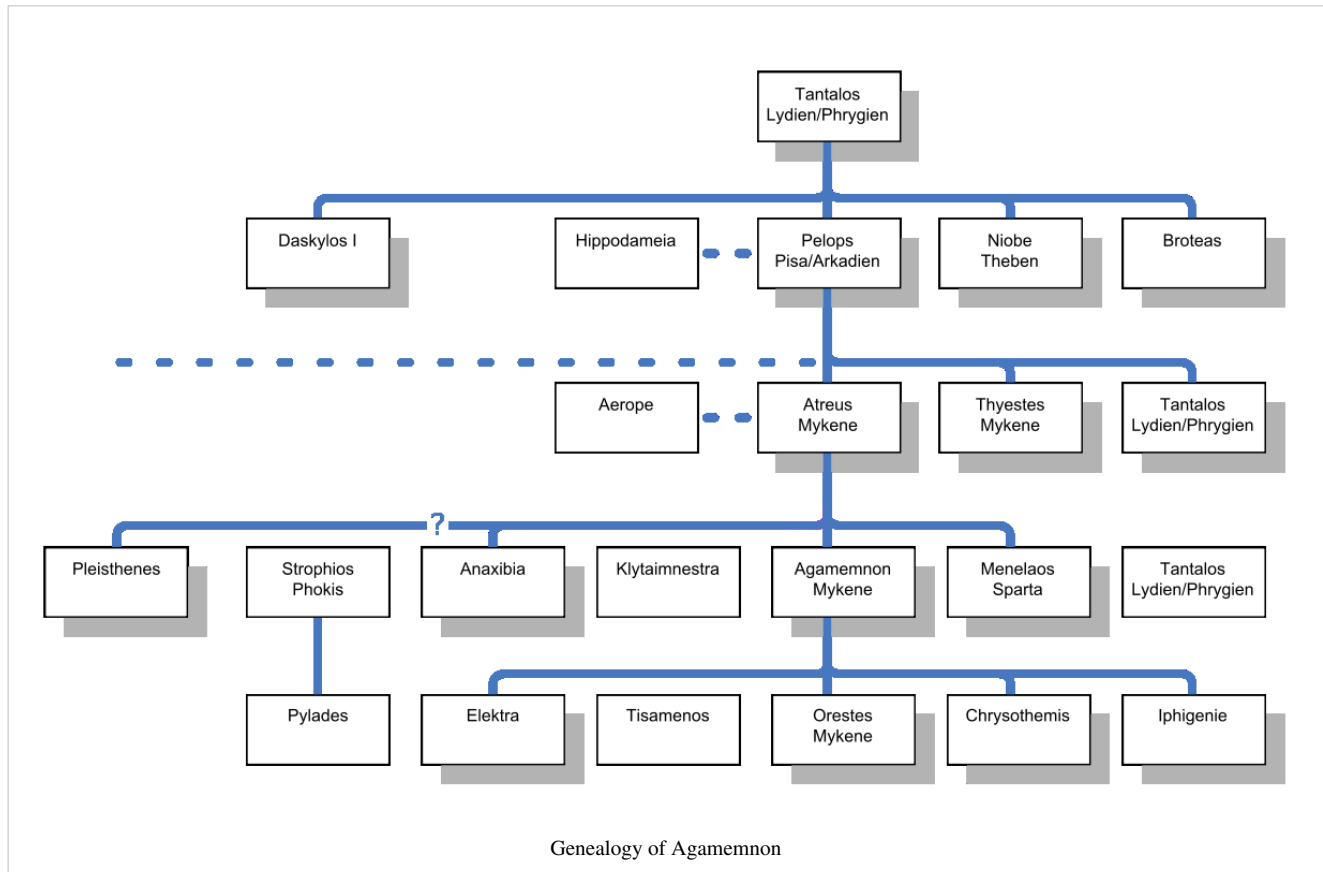 Tantalos
Lydien/Phrygien
Daskylos I
Hippodameia
Pelops
Pisa/Arkadien
Niobe
Theben
Broteas
Aerope
Atreus
Mykene
Thyestes
Mykene
Tantalos
Lydien/Phrygien
?
Pleisthenes
Strophios
Phokis
Anaxibia
Klytaimnestra
Agamemnon
Mykene
Menelaos
Sparta
Tantalos
Lydien/Phrygien
Pylades
Elektra
Tisamenos
Orestes
Mykene
Chrysothemis
Iphigenie
Genealogy of Agamemnon